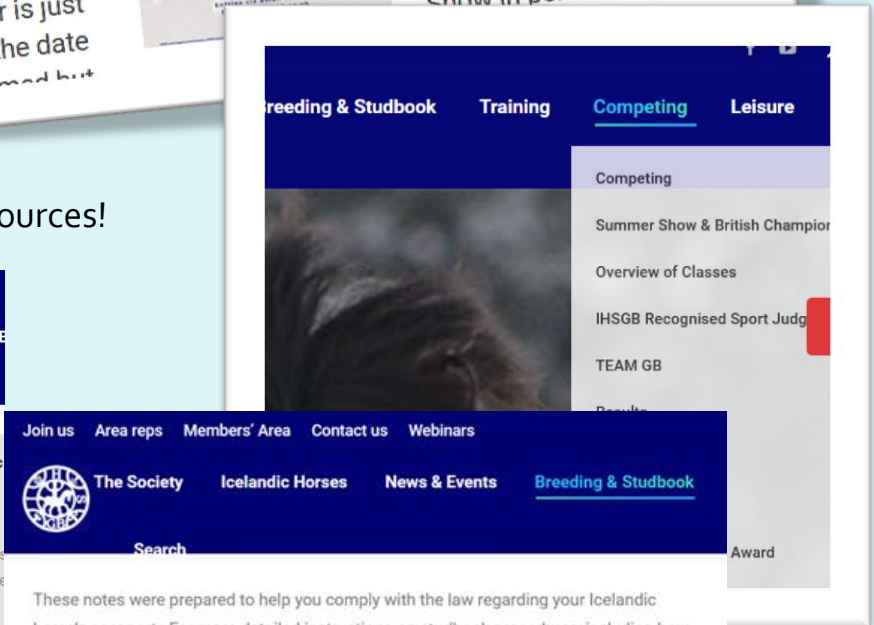 r is just
he date
ources!
reeding & Studbook Training Competing Leisure
Competing
Summer Show & British Champion
Overview of Classes
IHSGB Recognised Sport Judg
TEAM GB
Results
Award
Join us Area reps Members' Area Contact us Webinars
The Society Icelandic Horses News & Events Breeding & Studbook
Search
These notes were prepared to help you comply with the law regarding your Icelandic